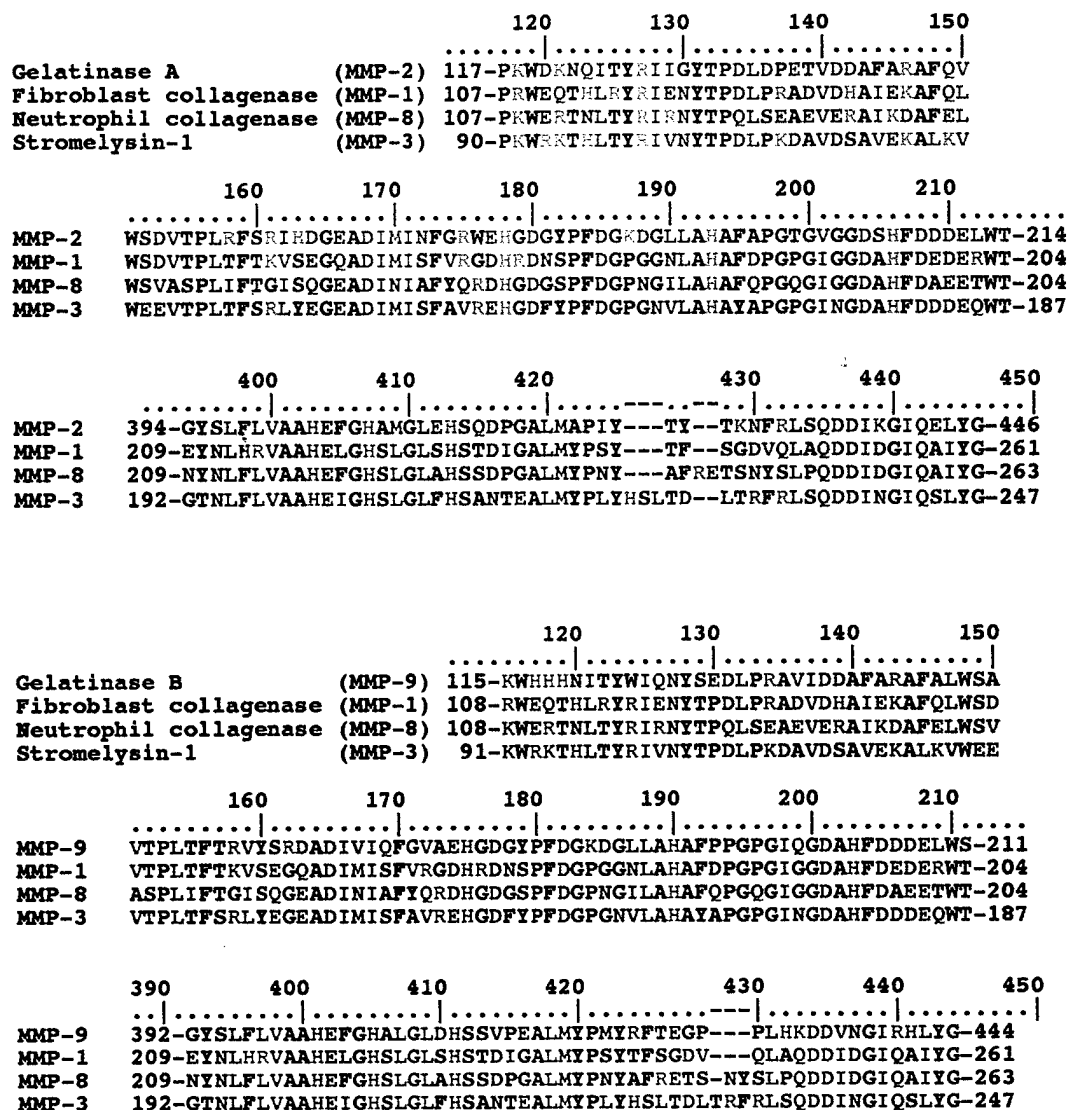 120 130 140 150
Gelatinase A (MMP-2) 117-PKWDKNQITYRIIGYTPDLDPETVDDAFARAFQV
Fibroblast collagenase (MMP-1) 107-PRWEQTHLRYRIENYTPDLPRADVDHAIEKAFQL
Neutrophil collagenase (MMP-8) 107-PKWERTNLTYRIRNYTPQLSEAEVERAIKDAFEL
Stromelysin-1 (MMP-3) 90-PKWRKTHLTYRIVNYTPDLPKDAVDSAVEKALKV
160 170 180 190 200 210
MMP-2 WSDVTPLRFSRIHDGEADIMINFGRWEHGDGYPFDGKDGLLAHAFAPGTGVGGDSHFDDDELWT-214
MMP-1 WSDVTPLTFTKVSEGQADIMISFVRGDHRDNSPFDGPGGNLAHAFDPGPGIGGDAHFDEDERWT-204
MMP-8 WSVASPLIFTGISQGEADINIAFYQRDHGDGSPFDGPNGILAHAFQPGQGIGGDAHFDAEETWT-204
MMP-3 WEEVTPLTFSRLYEGEADIMISFAVREHGDFYPFDGPGNVLAHAYAPGPGINGDAHFDDDEQWT-187
400 410 420 430 440 450
MMP-2 394-GYSLFLVAAHEFGHAMGLEHSQDPGALMAPIY---TY--TKNFRLSQDDIKGIQELYG-446
MMP-1 209-EYNLHRVAAHELGHSLGLSHSTDIGALMYPSY---TF--SGDVQLAQDDIDGIQAIYG-261
MMP-8 209-NYNLFLVAAHEFGHSLGLAHSSDPGALMYPNY---AFRETSNYSLPQDDIDGIQAIYG-263
MMP-3 192-GTNLFLVAAHEIGHSLGLFHSANTEALMYPLYHSLTD--LTRFRLSQDDINGIQSLYG-247
120 130 140 150
Gelatinase B (MMP-9) 115-KWHHHNITYWIQNYSEDLPRAVIDDAFARAFALWSA
Fibroblast collagenase (MMP-1) 108-RWEQTHLRYRIENYTPDLPRADVDHAIEKAFQLWSD
Neutrophil collagenase (MMP-8) 108-KWERTNLTYRIRNYTPQLSEAEVERAIKDAFELWSV
Stromelysin-1 (MMP-3) 91-KWRKTHLTYRIVNYTPDLPKDAVDSAVEKALKVWEE
160 170 180 190 200 210
MMP-9 VTPLTFTRVYSRDADIVIQFGVAEHGDGYPFDGKDGLLAHAFPPGPGIQGDAHFDDDELWS-211
MMP-1 VTPLTFTKVSEGQADIMISFVRGDHRDNSPFDGPGGNLAHAFDPGPGIGGDAHFDEDERWT-204
MMP-8 ASPLIFTGISQGEADINIAFYQRDHGDGSPFDGPNGILAHAFQPGQGIGGDAHFDAEETWT-204
MMP-3 VTPLTFSRLYEGEADIMISFAVREHGDFYPFDGPGNVLAHAYAPGPGINGDAHFDDDEQWT-187
390 400 410 420 430 440 450
MMP-9 392-GYSLFLVAAHEFGHALGLDHSSVPEALMYPMYRFTEGP---PLHKDDVNGIRHLYG-444
MMP-1 209-EYNLHRVAAHELGHSLGLSHSTDIGALMYPSYTFSGDV---QLAQDDIDGIQAIYG-261
MMP-8 209-NYNLFLVAAHEFGHSLGLAHSSDPGALMYPNYAFRETS-NYSLPQDDIDGIQAIYG-263
MMP-3 192-GTNLFLVAAHEIGHSLGLFHSANTEALMYPLYHSLTDLTRFRLSQDDINGIQSLYG-247